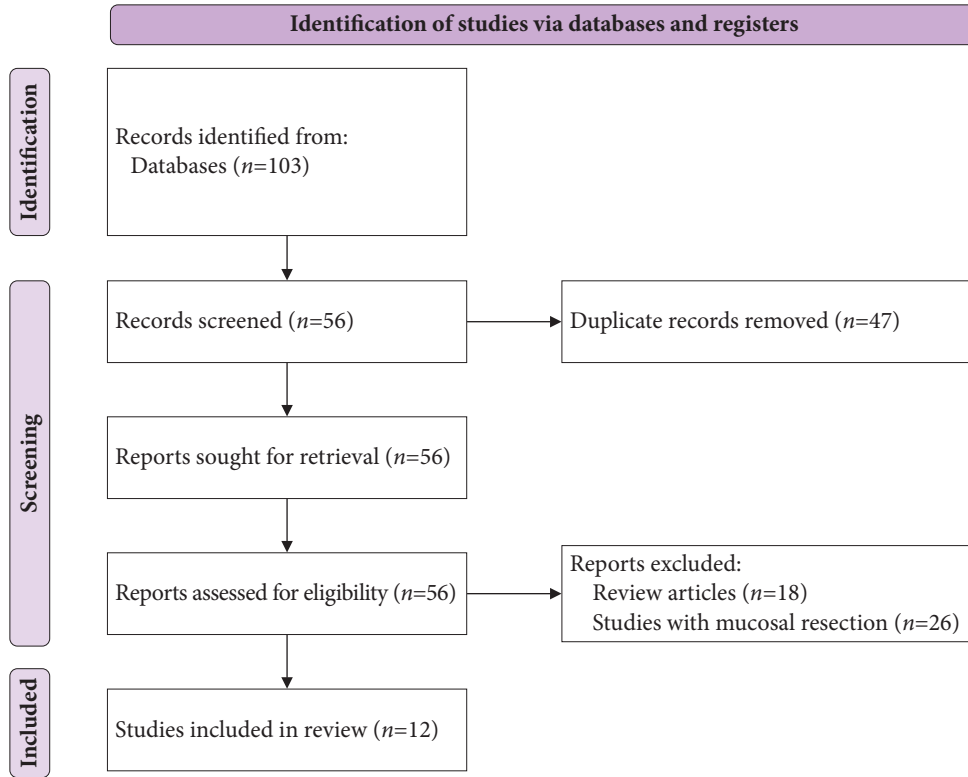 Identification of studies via databases and registers
Identification
Records identified from:
Databases (n=103)
Screening
Records screened (n=56)
Duplicate records removed (n=47)
Reports sought for retrieval (n=56)
Reports assessed for eligibility (n=56)
Reports excluded:
Review articles (n=18)
Studies with mucosal resection (n=26)
Included
Studies included in review (n=12)